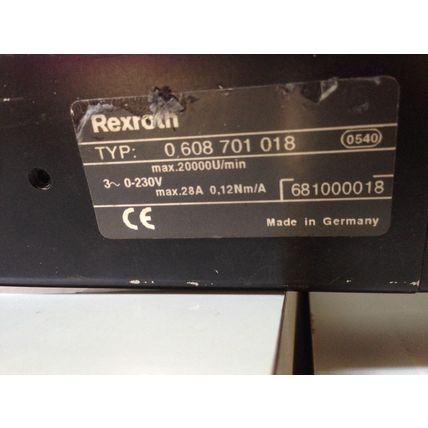 Rexroth
TYP: 0 608 701 018 0540
max.20000U/min
3~ 0-230V
max.28A 0,12Nm/A 681000018
CE Made in Germany